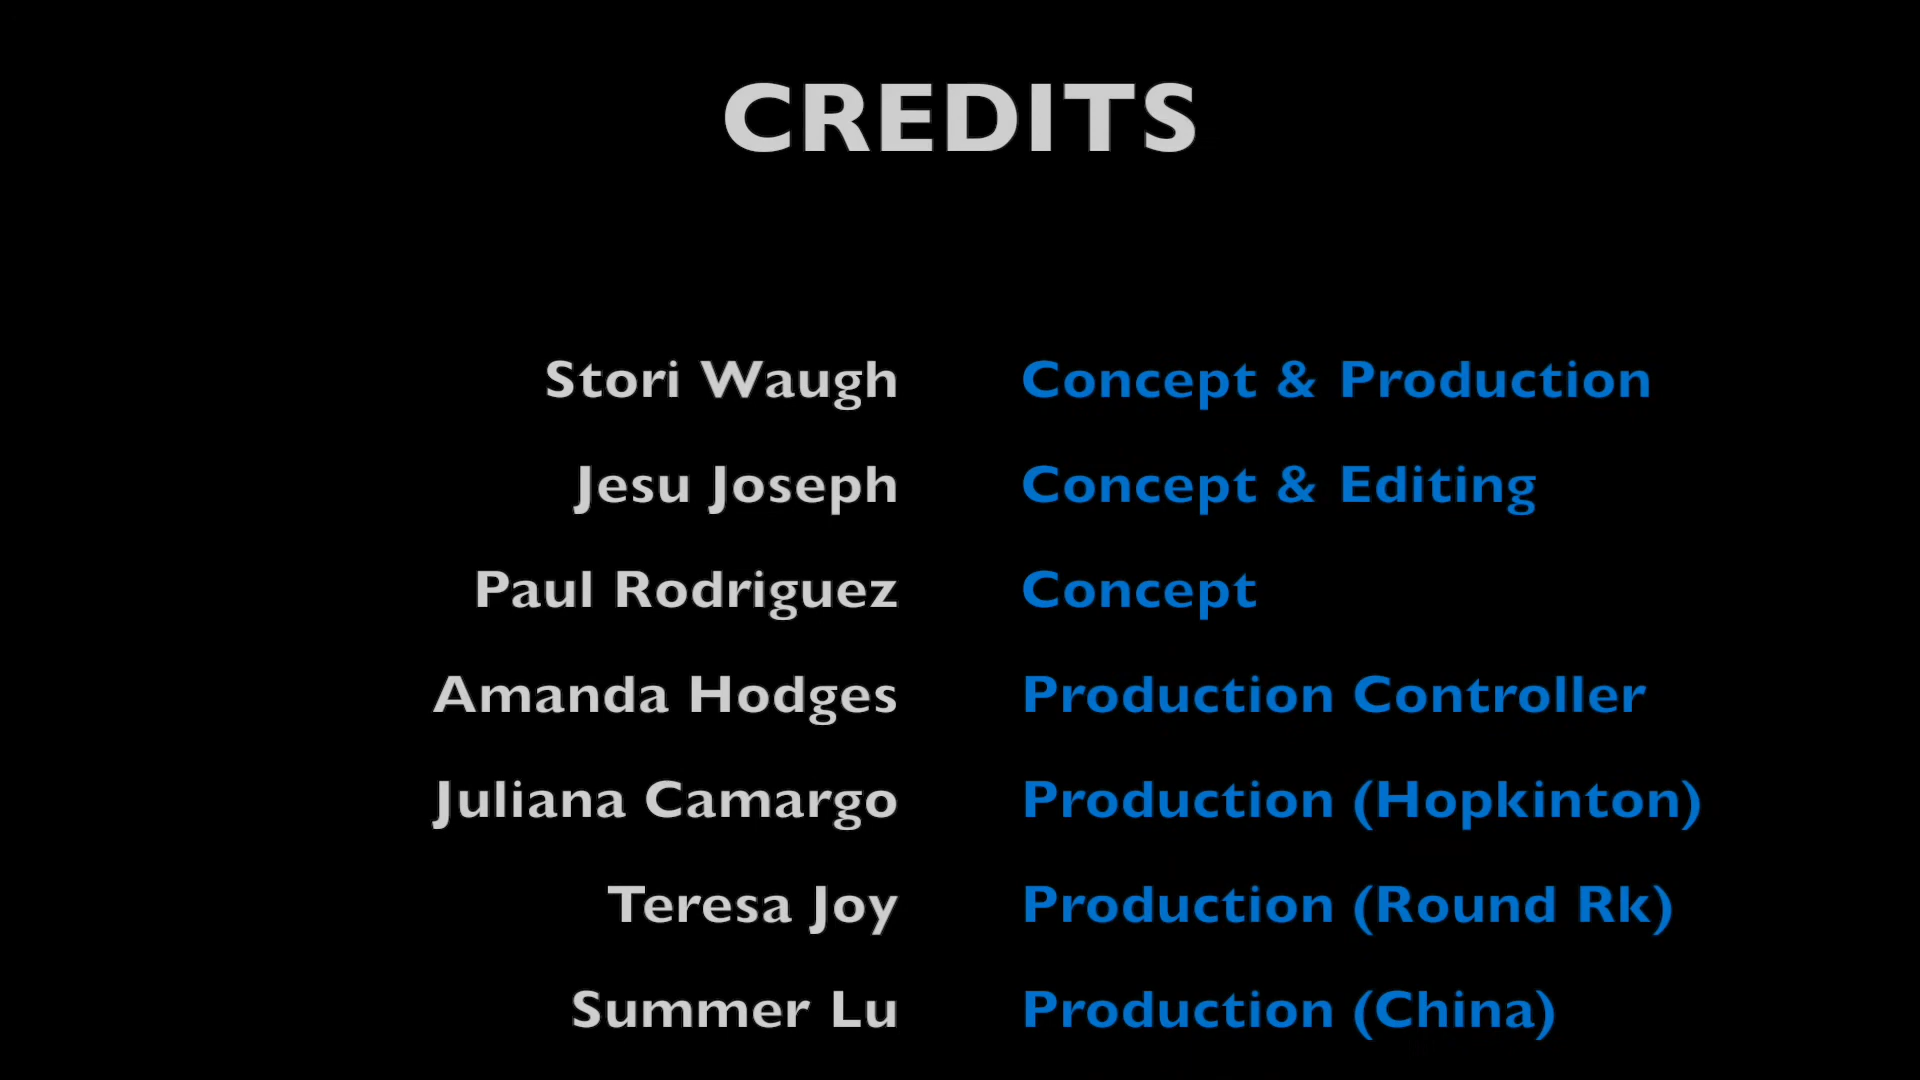 CREDITS
Stori Waugh Concept & Production
Jesu Joseph Concept & Editing
Paul Rodriguez Concept
Amanda Hodges Production Controller
Juliana Camargo Production (Hopkinton)
Teresa Joy Production (Round Rk)
Summer Lu Production (China)